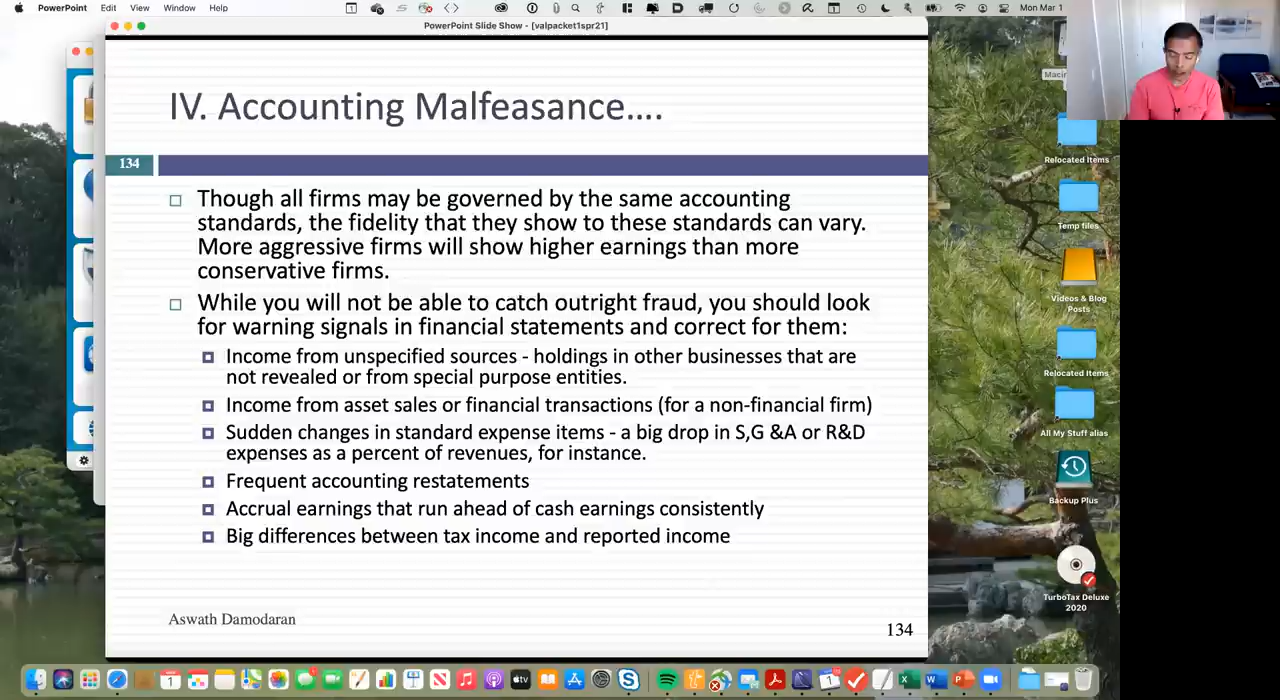 PowerPoint File Edit View Window Help
Mon Mar 1
PowerPoint Slide Show - [valpacket1spr21]
IV. Accounting Malfeasance….
134
Though all firms may be governed by the same accounting
standards, the fidelity that they show to these standards can vary.
More aggressive firms will show higher earnings than more
conservative firms.
While you will not be able to catch outright fraud, you should look
for warning signals in financial statements and correct for them:
Income from unspecified sources - holdings in other businesses that are
not revealed or from special purpose entities.
Income from asset sales or financial transactions (for a non-financial firm)
Sudden changes in standard expense items - a big drop in S,G &A or R&D
expenses as a percent of revenues, for instance.
Frequent accounting restatements
Accrual earnings that run ahead of cash earnings consistently
Big differences between tax income and reported income
Aswath Damodaran
134
Relocated Items
Temp files
Videos & Blog
Posts
Relocated Items
All My Stuff alias
Backup Plus
TurboTax Deluxe
2020